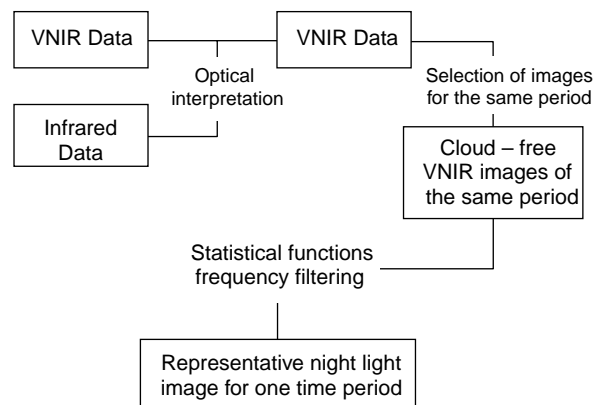 VNIR Data
VNIR Data
Optical
interpretation
Selection of images
for the same period
Infrared
Data
Cloud – free
VNIR images of
the same period
Statistical functions
frequency filtering
Representative night light
image for one time period